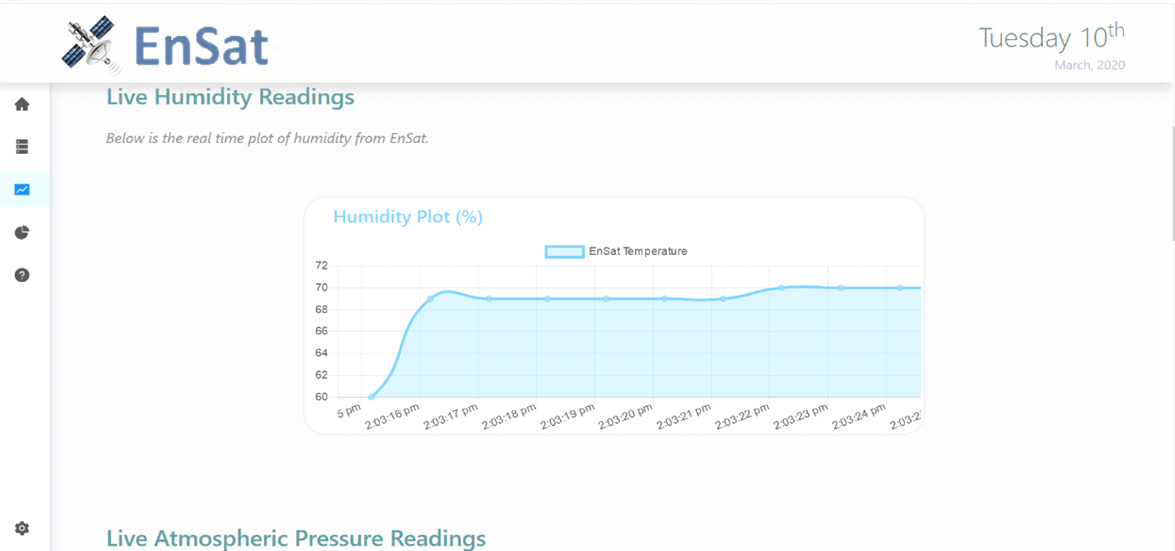 EnSat
Tuesday 10th
March, 2020
Live Humidity Readings
Below is the real time plot of humidity from EnSat.
Humidity Plot (%)
EnSat Temperature
72
70
68
66
64
62
60
5 pm
2:03:16 pm
2:03:17 pm
2:03:18 pm
2:03:19 pm
2:03:20 pm
2:03:21 pm
2:03:22 pm
2:03:23 pm
2:03:24 pm
2:03:2
Live Atmospheric Pressure Readings